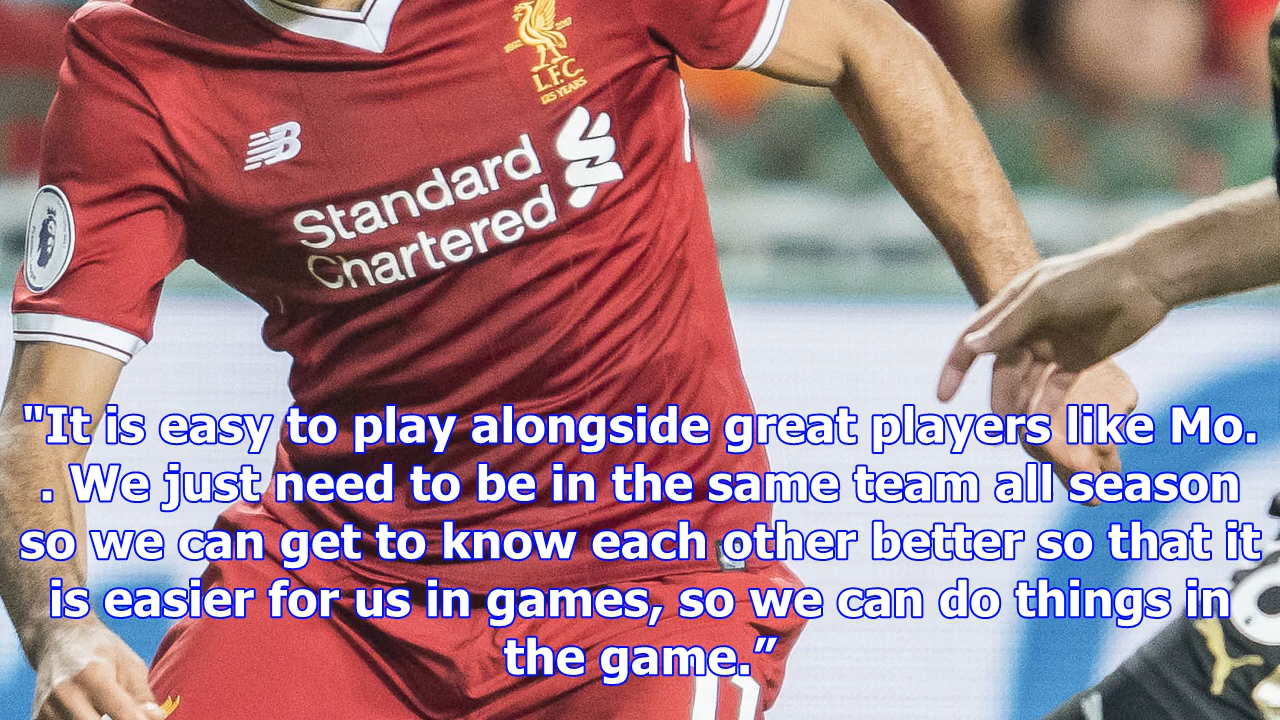 L.F.C.
125 YEARS
NB
Standard
Chartered
"It is easy to play alongside great players like Mo.
. We just need to be in the same team all season
so we can get to know each other better so that it
is easier for us in games, so we can do things in
the game.”
11